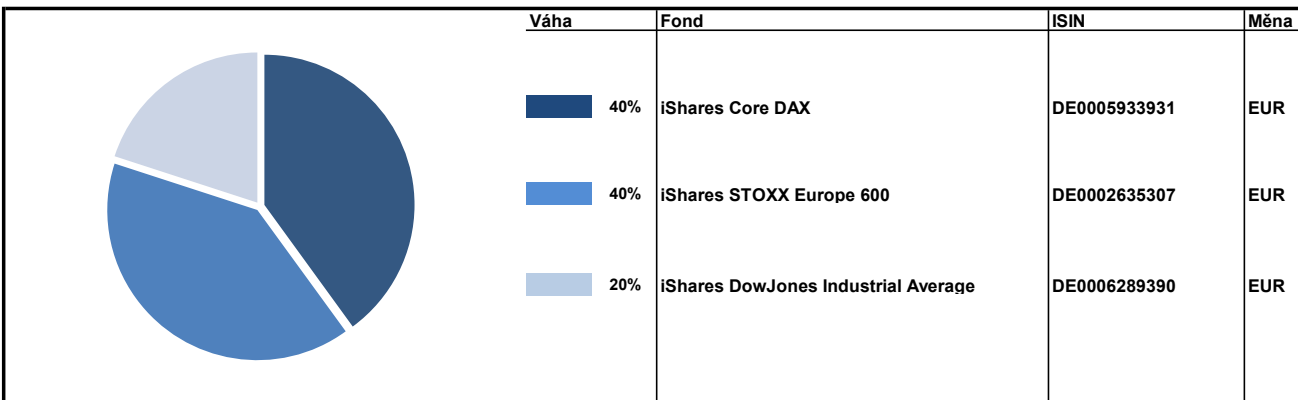 Váha Fond ISIN Měna
40% iShares Core DAX DE0005933931 EUR
40% iShares STOXX Europe 600 DE0002635307 EUR
20% iShares DowJones Industrial Average DE0006289390 EUR